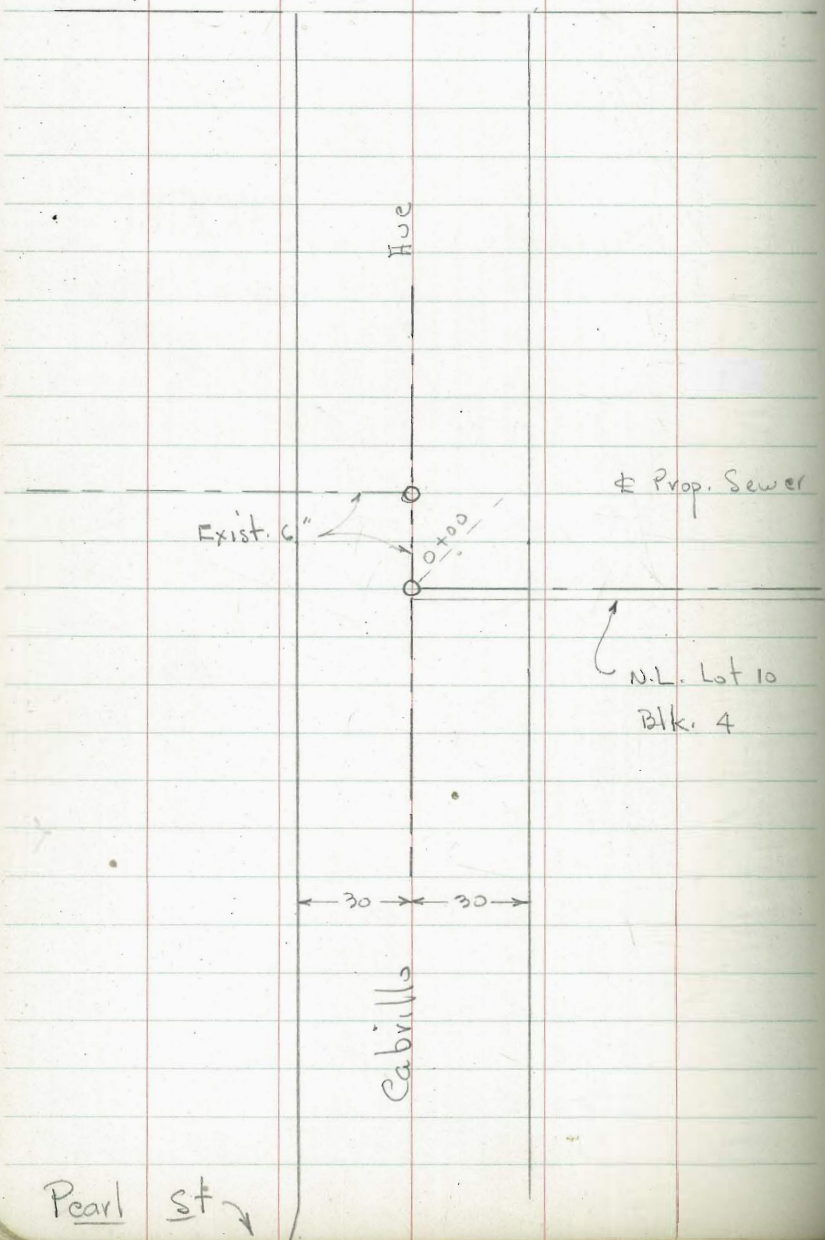 Ave
℄ Prop. Sewer
Exist. 6"
0+00
N.L. Lot 10
Blk. 4
30 30
Cabrillo
Pearl St